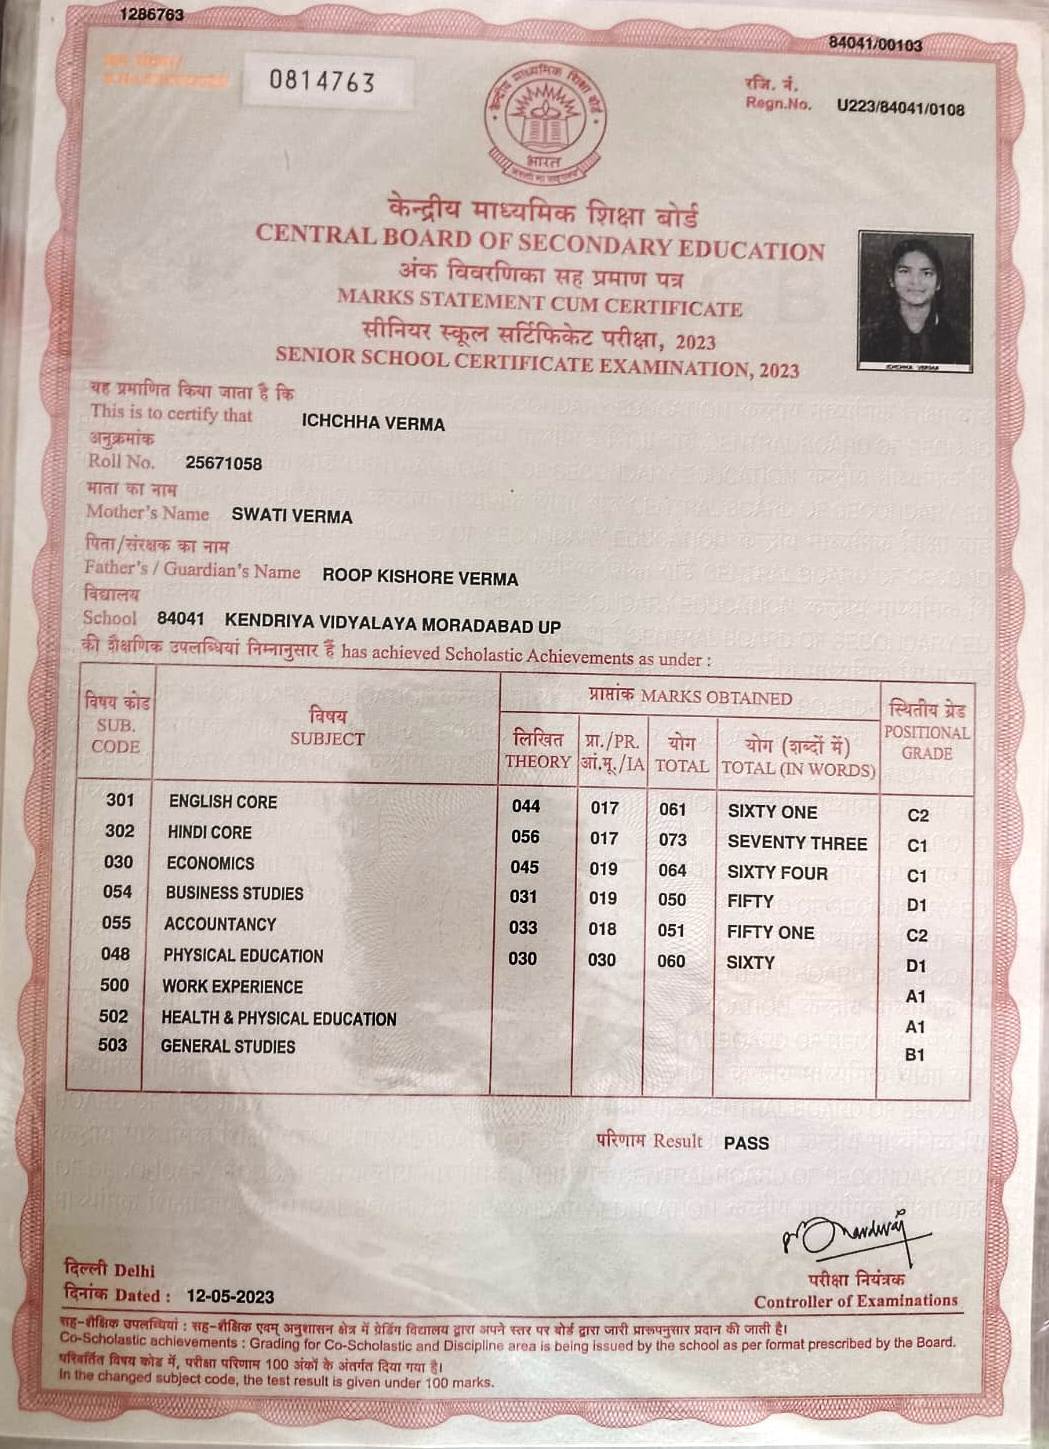 1286763
84041/00103
0814763
रजि. नं.
Regn.No. U223/84041/0108
भारत
केन्द्रीय माध्यमिक शिक्षा बोर्ड
CENTRAL BOARD OF SECONDARY EDUCATION
अंक विवरणिका सह प्रमाण पत्र
MARKS STATEMENT CUM CERTIFICATE
सीनियर स्कूल सर्टिफिकेट परीक्षा, 2023
SENIOR SCHOOL CERTIFICATE EXAMINATION, 2023
ICHCHHA VERMA
यह प्रमाणित किया जाता है कि
This is to certify that ICHCHHA VERMA
अनुक्रमांक
Roll No. 25671058
माता का नाम
Mother's Name SWATI VERMA
पिता/संरक्षक का नाम
Father's / Guardian's Name ROOP KISHORE VERMA
विद्यालय
School 84041 KENDRIYA VIDYALAYA MORADABAD UP
की शैक्षणिक उपलब्धियां निम्नानुसार हैं has achieved Scholastic Achievements as under :
विषय कोड SUB. CODE विषय SUBJECT प्राप्तांक MARKS OBTAINED स्थितीय ग्रेड POSITIONAL GRADE
लिखित THEORY प्रा./PR. आं.मू./IA योग TOTAL योग (शब्दों में) TOTAL (IN WORDS)
301 ENGLISH CORE 044 017 061 SIXTY ONE C2
302 HINDI CORE 056 017 073 SEVENTY THREE C1
030 ECONOMICS 045 019 064 SIXTY FOUR C1
054 BUSINESS STUDIES 031 019 050 FIFTY D1
055 ACCOUNTANCY 033 018 051 FIFTY ONE C2
048 PHYSICAL EDUCATION 030 030 060 SIXTY D1
500 WORK EXPERIENCE A1
502 HEALTH & PHYSICAL EDUCATION A1
503 GENERAL STUDIES B1
परिणाम Result PASS
दिल्ली Delhi
दिनांक Dated : 12-05-2023
परीक्षा नियंत्रक
Controller of Examinations
सह-शैक्षिक उपलब्धियां : सह-शैक्षिक एवम् अनुशासन क्षेत्र में ग्रेडिंग विद्यालय द्वारा अपने स्तर पर बोर्ड द्वारा जारी प्रारूपनुसार प्रदान की जाती है।
Co-Scholastic achievements : Grading for Co-Scholastic and Discipline area is being issued by the school as per format prescribed by the Board.
परिवर्तित विषय कोड में, परीक्षा परिणाम 100 अंकों के अंतर्गत दिया गया है।
In the changed subject code, the test result is given under 100 marks.